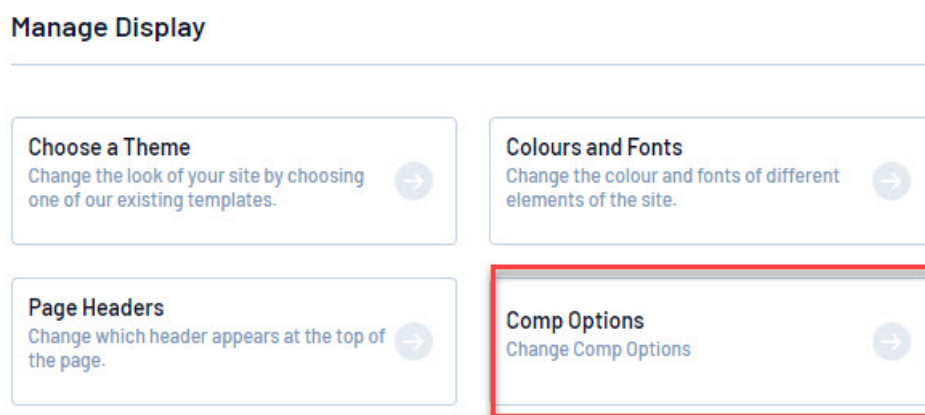 Manage Display
Choose a Theme
Change the look of your site by choosing
one of our existing templates.
Colours and Fonts
Change the colour and fonts of different
elements of the site.
Page Headers
Change which header appears at the top of
the page.
Comp Options
Change Comp Options